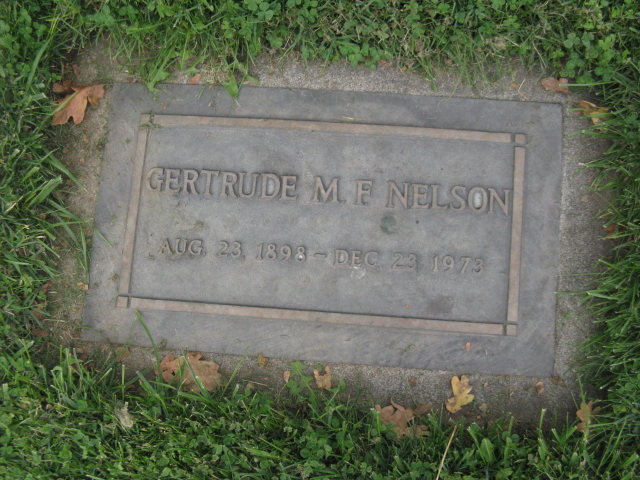 GERTRUDE M. F. NELSON
AUG. 23, 1898 – DEC. 23, 1973